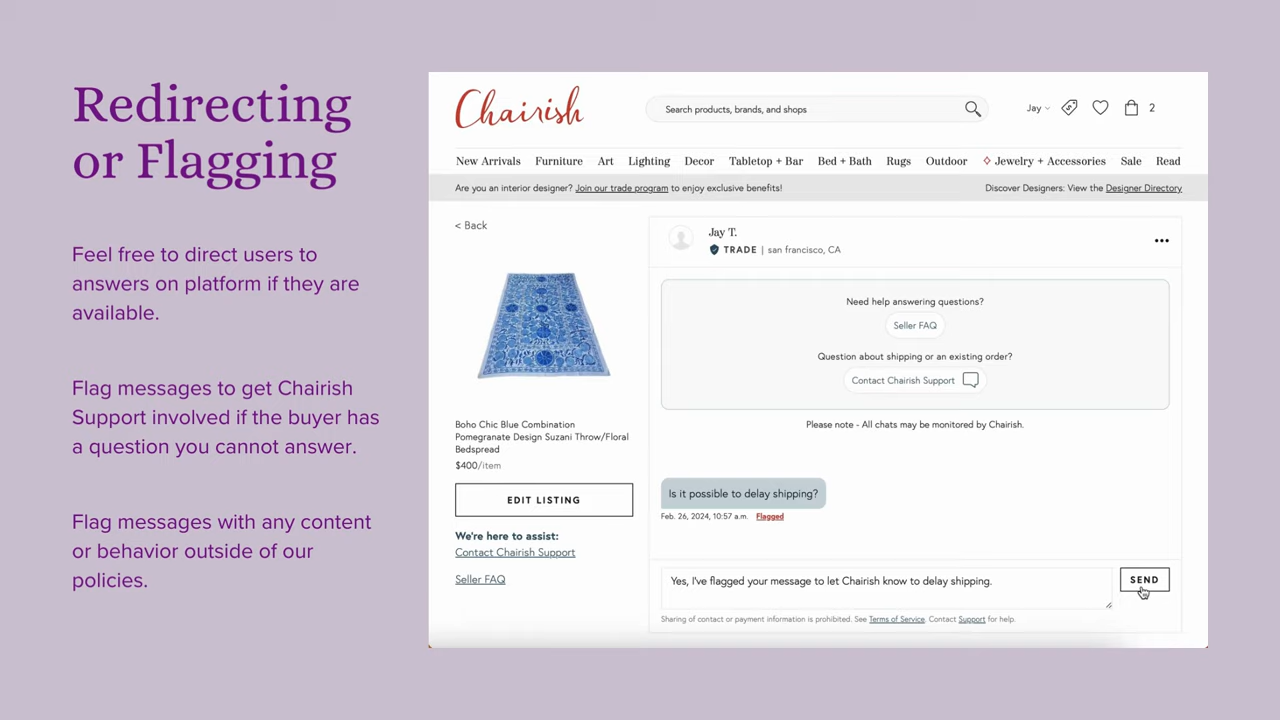 Redirecting
or Flagging
Feel free to direct users to
answers on platform if they are
available.
Flag messages to get Chairish
Support involved if the buyer has
a question you cannot answer.
Flag messages with any content
or behavior outside of our
policies.
Chairish
Search products, brands, and shops
Jay
2
New Arrivals Furniture Art Lighting Decor Tabletop + Bar Bed + Bath Rugs Outdoor Jewelry + Accessories Sale Read
Are you an interior designer? Join our trade program to enjoy exclusive benefits!
Discover Designers: View the Designer Directory
< Back
Boho Chic Blue Combination
Pomegranate Design Suzani Throw/Floral
Bedspread
$400/item
EDIT LISTING
We're here to assist:
Contact Chairish Support
Seller FAQ
Jay T.
TRADE | san francisco, CA
Need help answering questions?
Seller FAQ
Question about shipping or an existing order?
Contact Chairish Support
Please note - All chats may be monitored by Chairish.
Is it possible to delay shipping?
Feb. 26, 2024, 10:57 a.m. Flagged
Yes, I've flagged your message to let Chairish know to delay shipping.
SEND
Sharing of contact or payment information is prohibited. See Terms of Service. Contact Support for help.